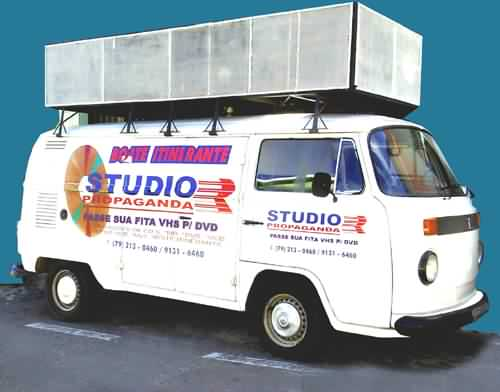 BOATE ITINERANTE
STUDIO R
PROPAGANDA
PASSE SUA FITA VHS P/ DVD
(79) 213 - 8460 / 9131 - 6460
STUDIO R
PROPAGANDA
PASSE SUA FITA VHS P/ DVD
(79) 213 - 8460 / 9131 - 6460